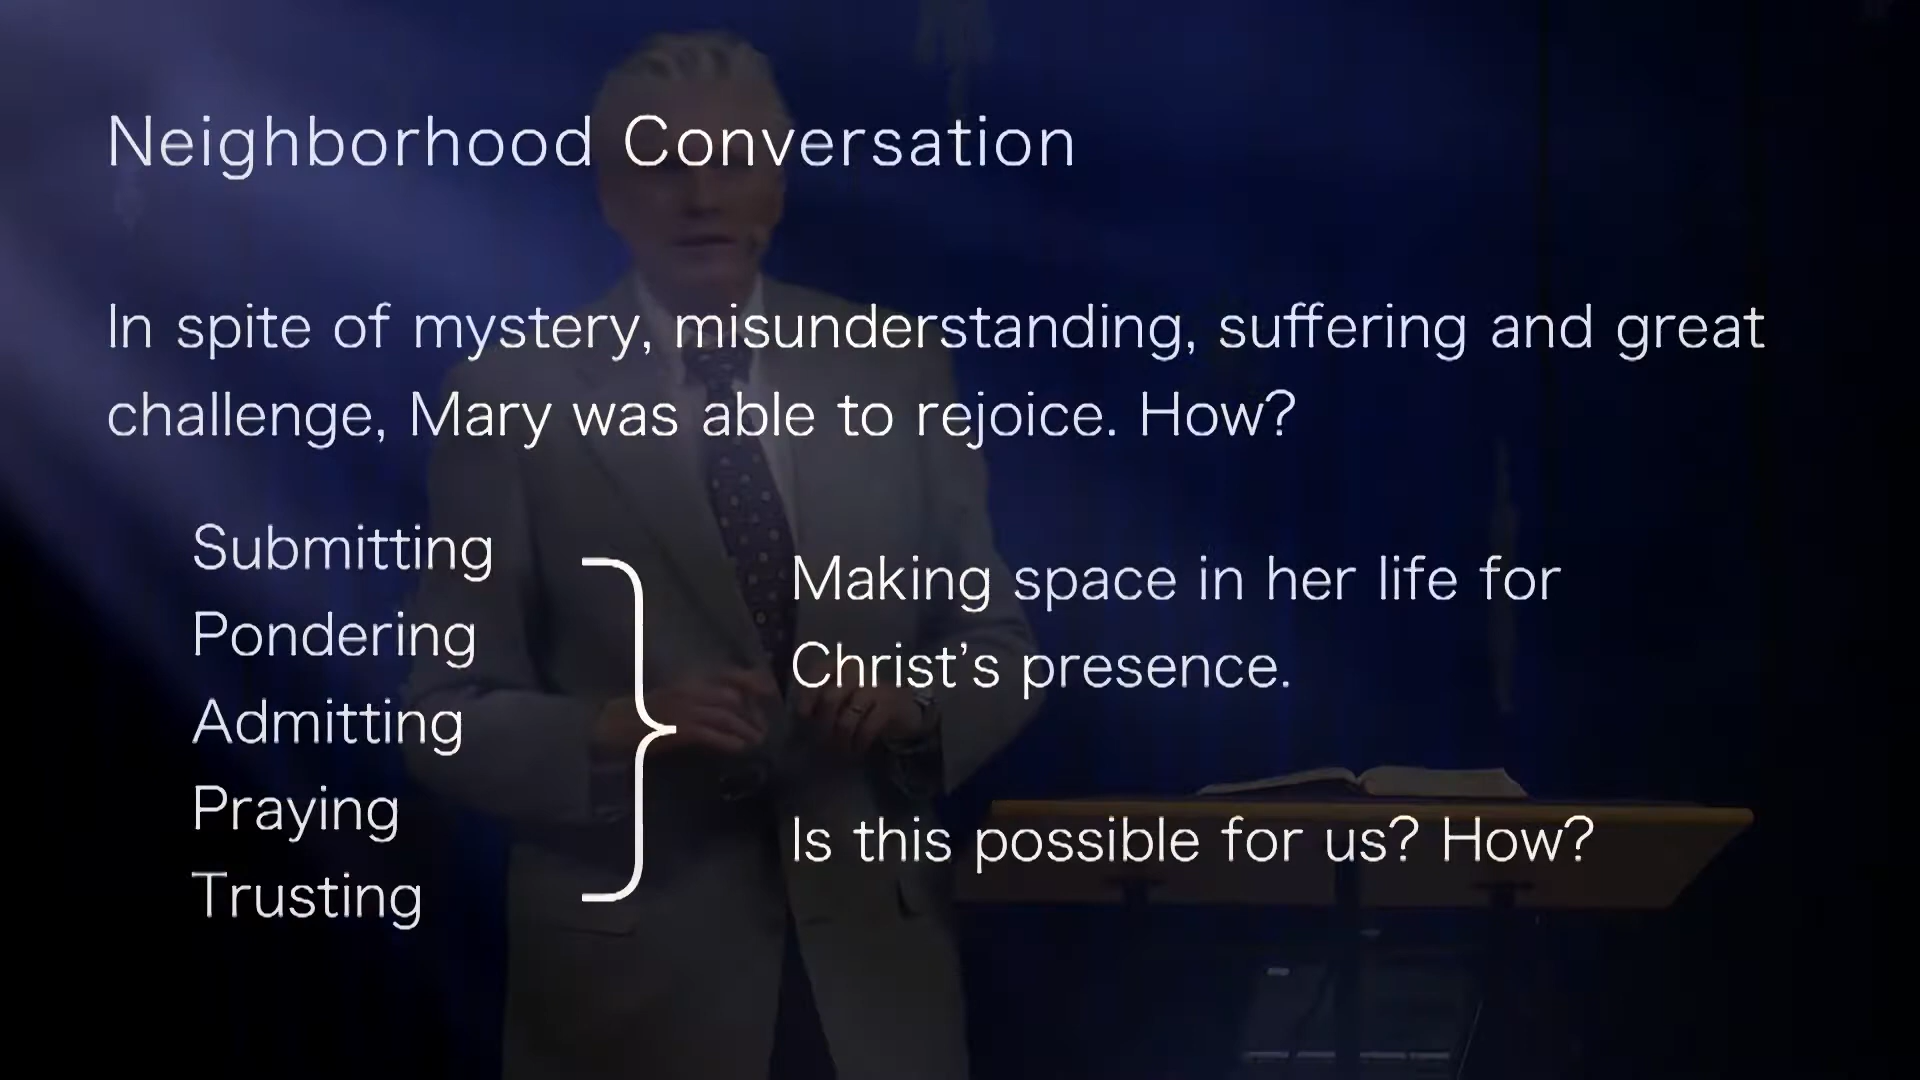 Neighborhood Conversation
In spite of mystery, misunderstanding, suffering and great
challenge, Mary was able to rejoice. How?
Submitting
Pondering
Admitting
Praying
Trusting
Making space in her life for
Christ’s presence.
Is this possible for us? How?